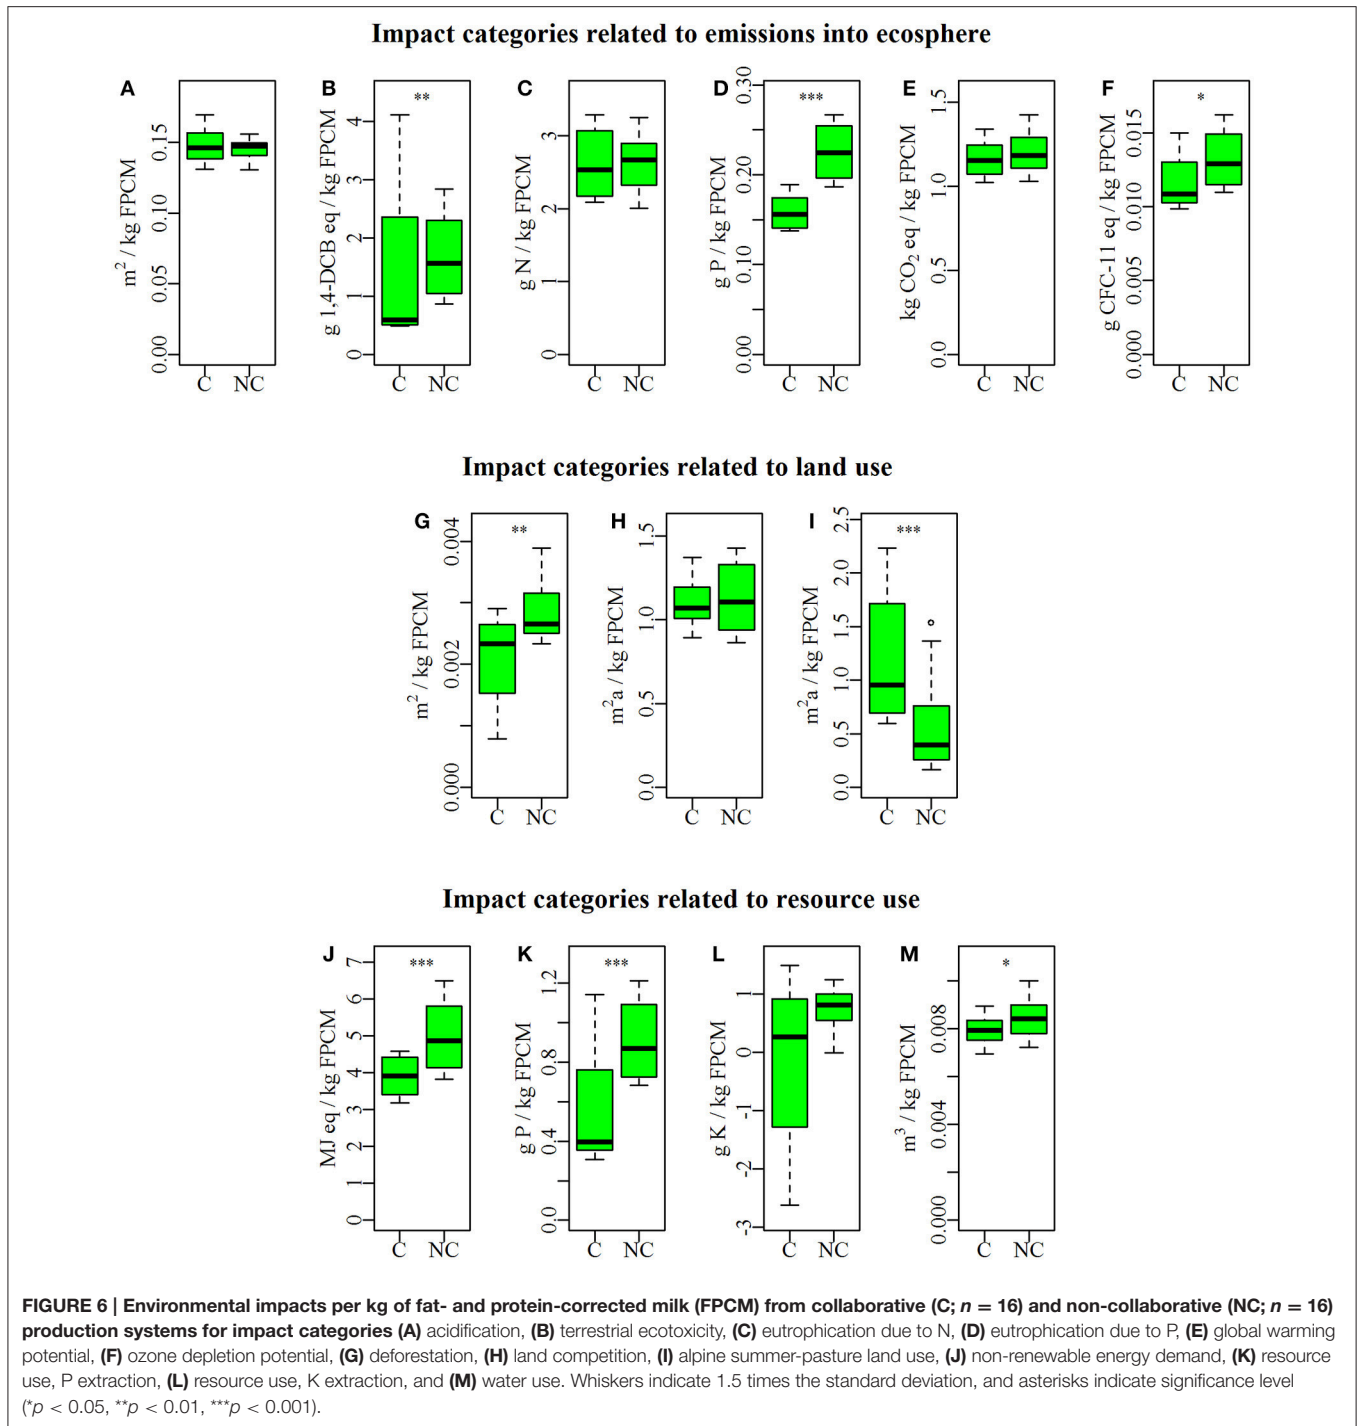 Impact categories related to emissions into ecosphere
A B C D E F
** *** *
m² / kg FPCM
0.00 0.05 0.10 0.15
C NC
g 1,4-DCB eq / kg FPCM
0 1 2 3 4
C NC
g N / kg FPCM
0 1 2 3
C NC
g P / kg FPCM
0.00 0.10 0.20 0.30
C NC
kg CO₂ eq / kg FPCM
0.0 0.5 1.0 1.5
C NC
g CFC-11 eq / kg FPCM
0.000 0.005 0.010 0.015
C NC
Impact categories related to land use
G H I
** ***
m² / kg FPCM
0.000 0.002 0.004
C NC
m²a / kg FPCM
0.0 0.5 1.0 1.5
C NC
m²a / kg FPCM
0.0 0.5 1.0 1.5 2.0 2.5
C NC
Impact categories related to resource use
J K L M
*** *** *
MJ eq / kg FPCM
0 1 2 3 4 5 6 7
C NC
g P / kg FPCM
0.0 0.4 0.8 1.2
C NC
g K / kg FPCM
-3 -2 -1 0 1
C NC
m³ / kg FPCM
0.000 0.004 0.008
C NC
FIGURE 6 | Environmental impacts per kg of fat- and protein-corrected milk (FPCM) from collaborative (C; n = 16) and non-collaborative (NC; n = 16)
production systems for impact categories (A) acidification, (B) terrestrial ecotoxicity, (C) eutrophication due to N, (D) eutrophication due to P, (E) global warming
potential, (F) ozone depletion potential, (G) deforestation, (H) land competition, (I) alpine summer-pasture land use, (J) non-renewable energy demand, (K) resource
use, P extraction, (L) resource use, K extraction, and (M) water use. Whiskers indicate 1.5 times the standard deviation, and asterisks indicate significance level
(*p < 0.05, **p < 0.01, ***p < 0.001).